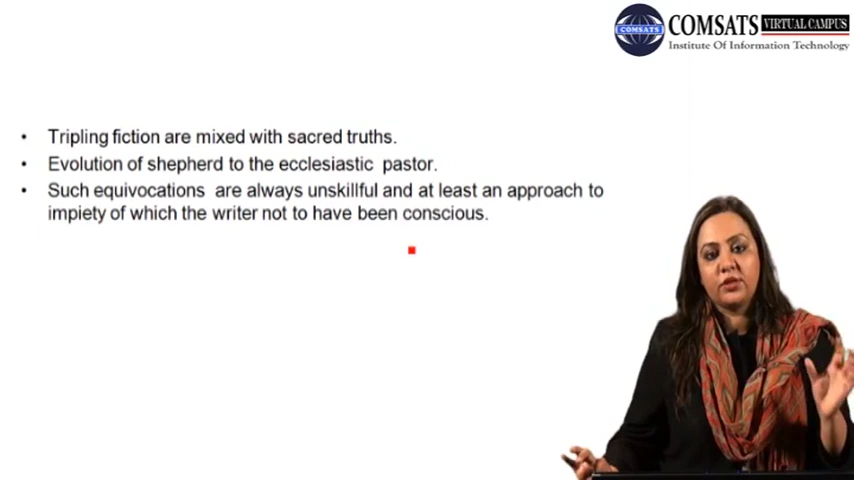 COMSATS VIRTUAL CAMPUS
COMSATS
Institute Of Information Technology
• Tripling fiction are mixed with sacred truths.
• Evolution of shepherd to the ecclesiastic pastor.
• Such equivocations are always unskillful and at least an approach to
impiety of which the writer not to have been conscious.